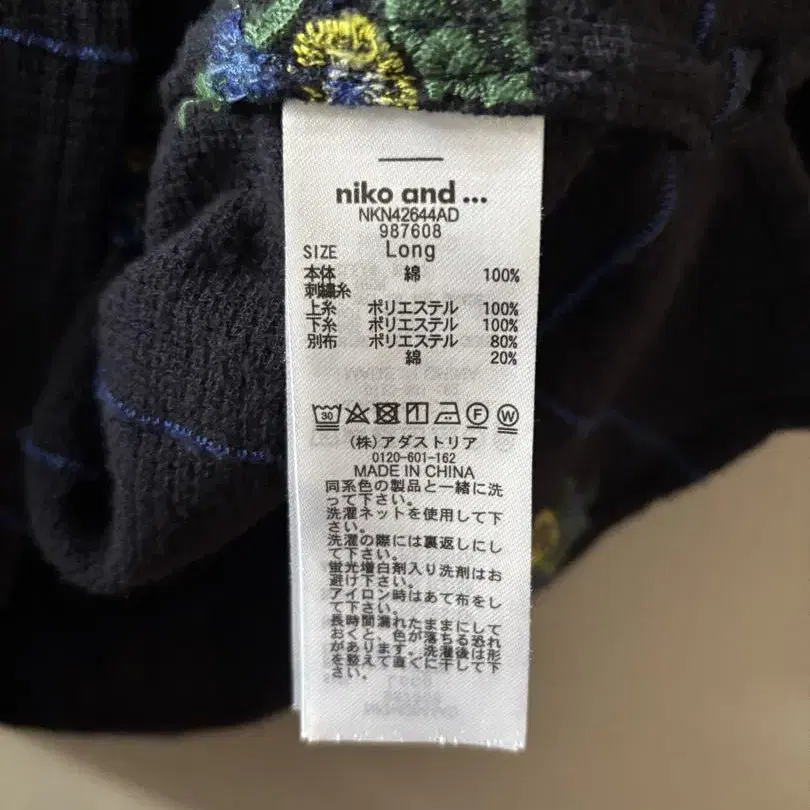 niko and ...
NKN42644AD
987608
SIZE Long
本体 綿 100%
刺繍糸
上糸 ポリエステル 100%
下糸 ポリエステル 100%
別布 ポリエステル 80%
綿 20%
30 F W
(株)アダストリア
0120-601-162
MADE IN CHINA
同系色の製品と一緒に洗
って下さい。
洗濯ネットを使用して下
さい。
洗濯の際には裏返しにし
て下さい。
蛍光増白剤入り洗剤はお
避け下さい。
アイロン時はあて布をし
て下さい。
長時間濡れたままにして
おくと、色が落ちる恐れ
があります。洗濯後は形
を整えて直ぐに干して下
さい。